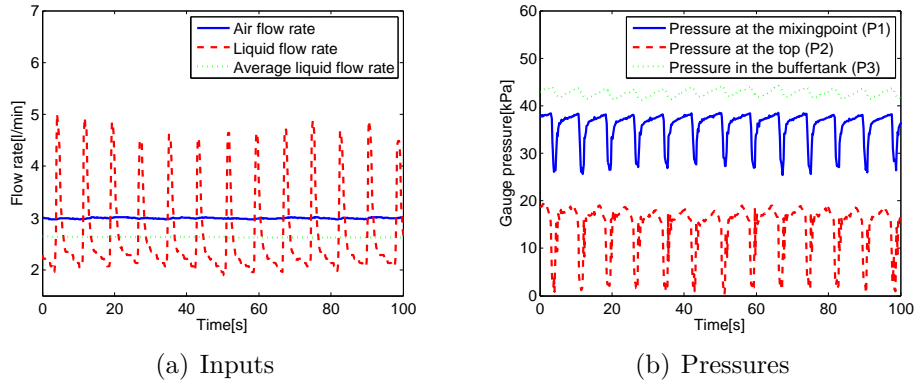 7
6
5
4
3
2
Flow rate[l/min]
Air flow rate
Liquid flow rate
Average liquid flow rate
0 20 40 60 80 100
Time[s]
(a) Inputs
60
50
40
30
20
10
0
Gauge pressure[kPa]
Pressure at the mixingpoint (P1)
Pressure at the top (P2)
Pressure in the buffertank (P3)
0 20 40 60 80 100
Time[s]
(b) Pressures